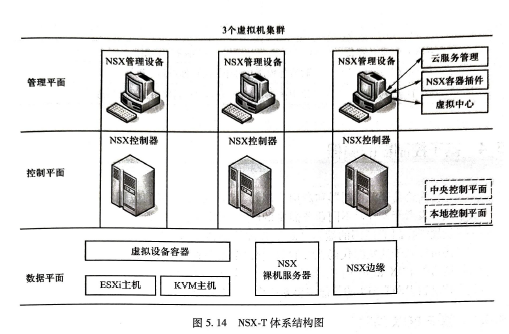 3个虚拟机集群
NSX管理设备 NSX管理设备 NSX管理设备
云服务管理
NSX容器插件
虚拟中心
管理平面
NSX控制器 NSX控制器 NSX控制器
控制平面
中央控制平面
本地控制平面
虚拟设备容器
NSX
裸机服务器
NSX边缘
数据平面
ESXi主机 KVM主机
图 5.14 NSX-T 体系结构图